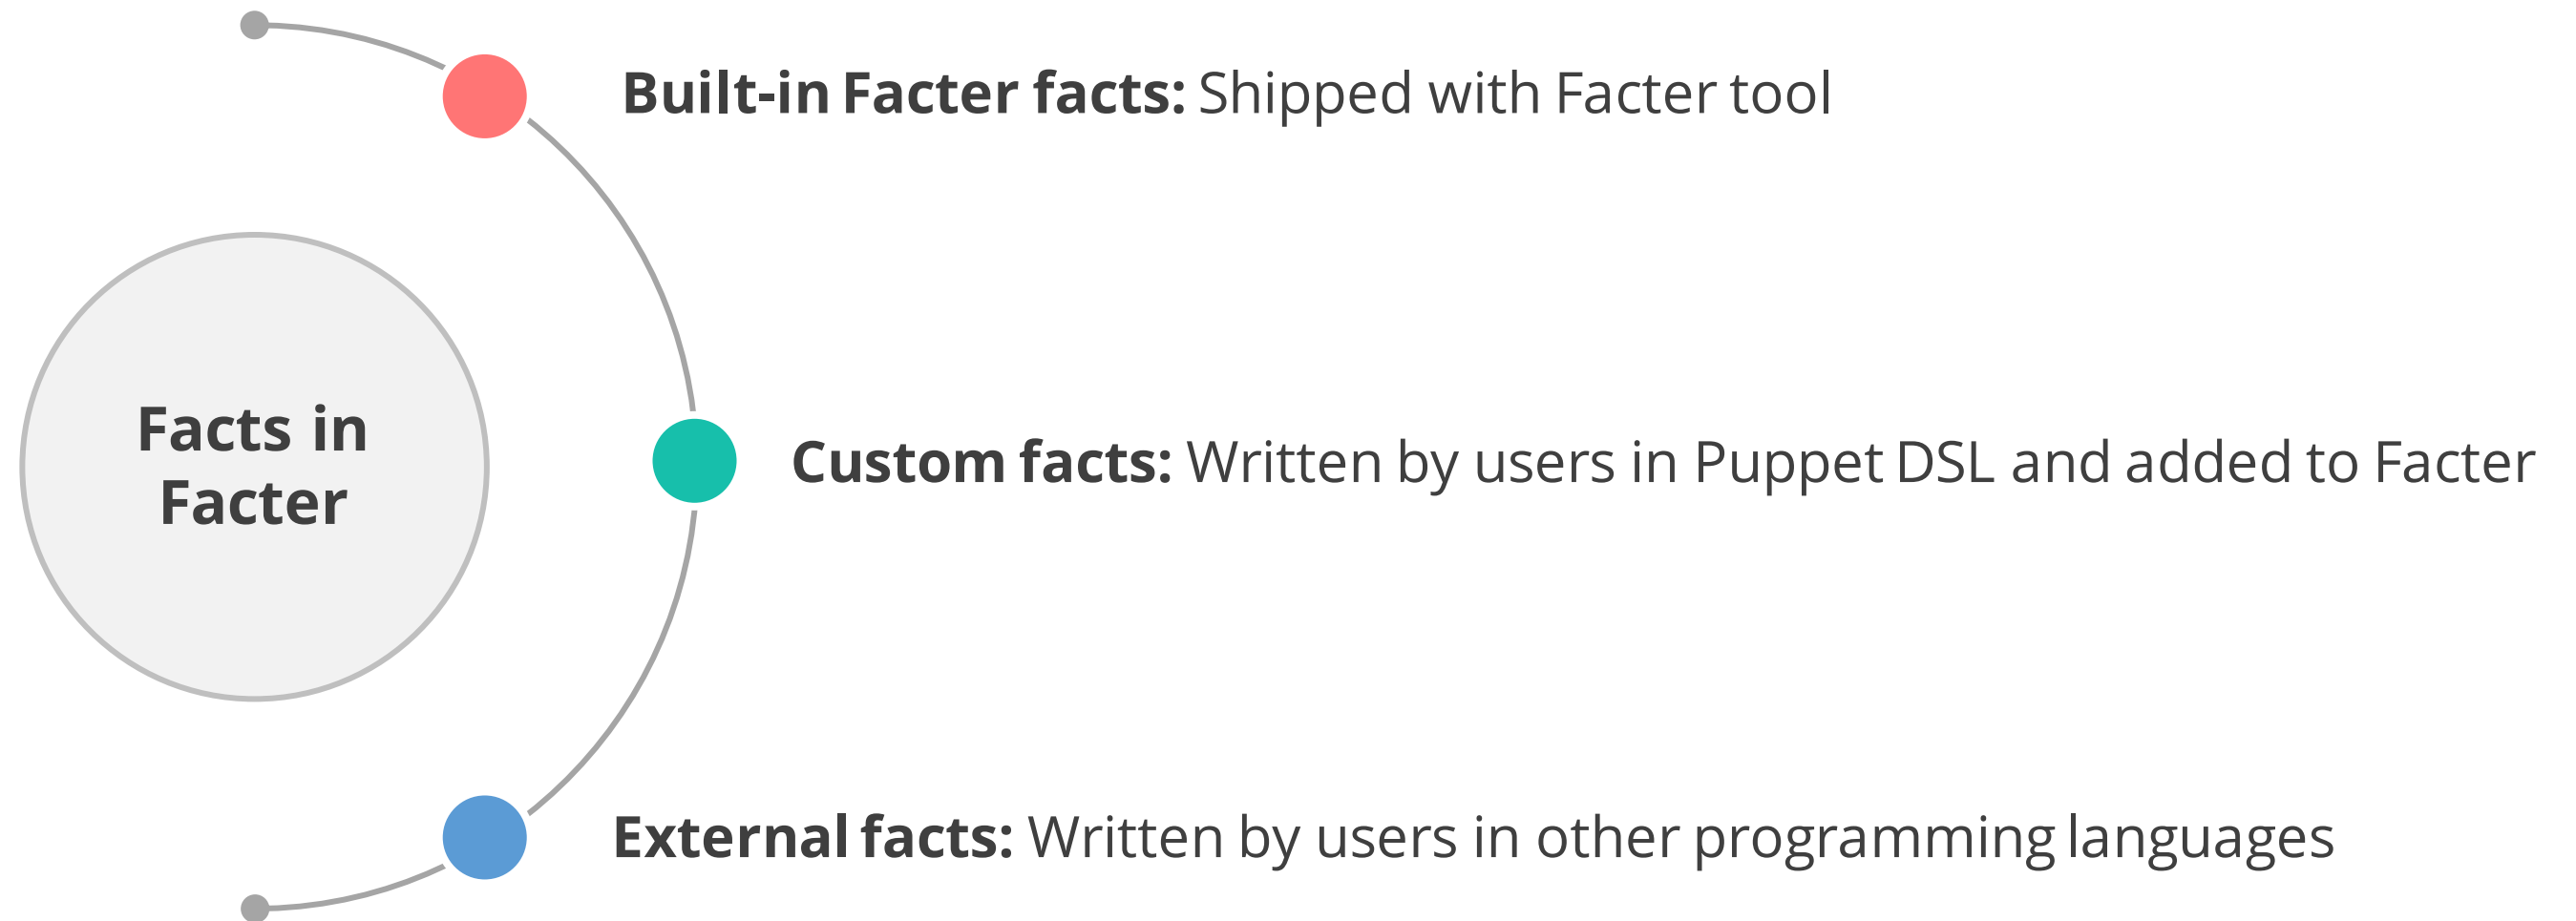 Built-in Facter facts: Shipped with Facter tool
Facts in
Facter
Custom facts: Written by users in Puppet DSL and added to Facter
External facts: Written by users in other programming languages